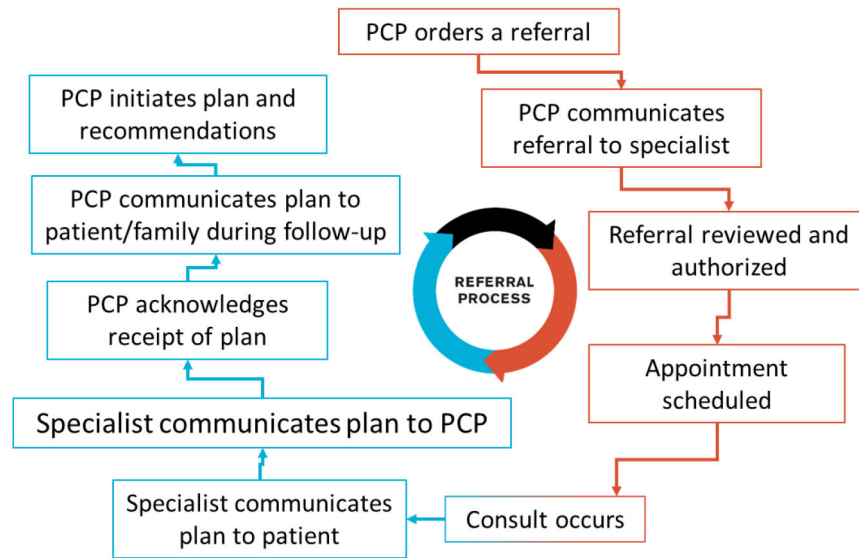 PCP orders a referral
PCP communicates
referral to specialist
Referral reviewed and
authorized
Appointment
scheduled
Consult occurs
Specialist communicates
plan to patient
Specialist communicates plan to PCP
PCP acknowledges
receipt of plan
PCP communicates plan to
patient/family during follow-up
PCP initiates plan and
recommendations
REFERRAL
PROCESS